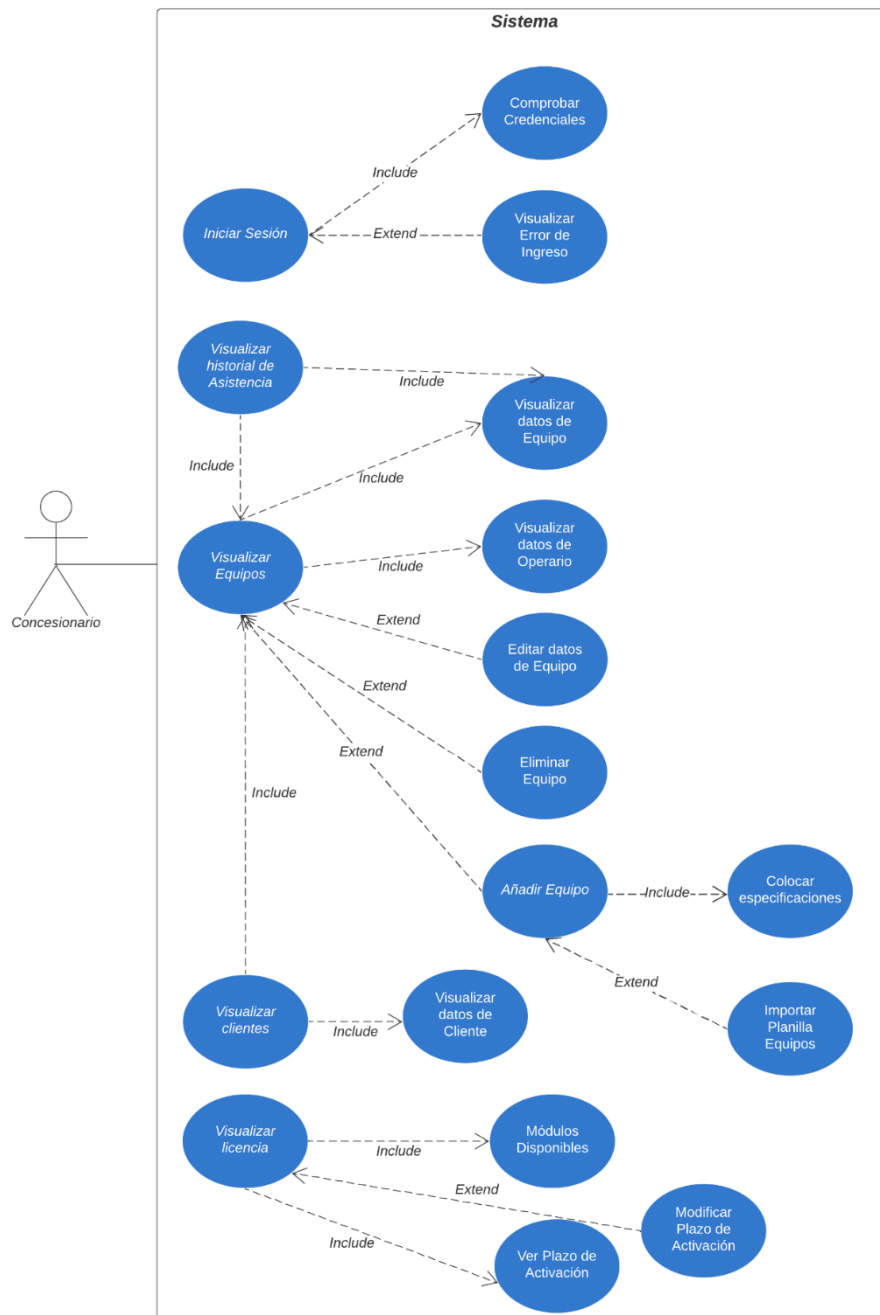 Sistema
Comprobar
Credenciales
Include
Iniciar Sesión
Extend
Visualizar
Error de
Ingreso
Visualizar
historial de
Asistencia
Include
Visualizar
datos de
Equipo
Include
Include
Concesionario
Visualizar
Equipos
Include
Visualizar
datos de
Operario
Extend
Editar datos
de Equipo
Extend
Eliminar
Equipo
Extend
Include
Añadir Equipo
Include
Colocar
especificaciones
Extend
Importar
Planilla
Equipos
Visualizar
clientes
Include
Visualizar
datos de
Cliente
Visualizar
licencia
Include
Módulos
Disponibles
Extend
Modificar
Plazo de
Activación
Include
Ver Plazo de
Activación